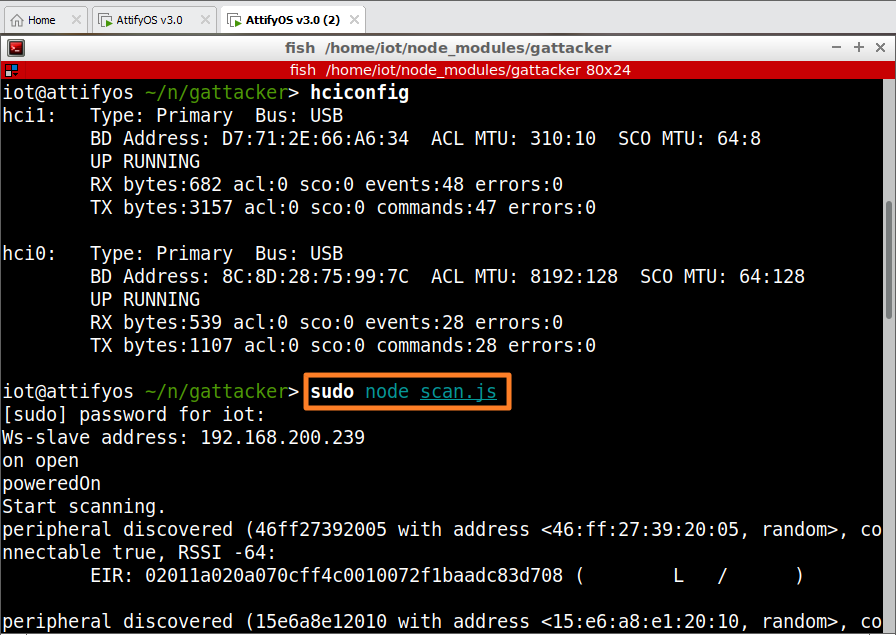 Home
AttifyOS v3.0
AttifyOS v3.0 (2)
fish /home/iot/node_modules/gattacker
fish /home/iot/node_modules/gattacker 80x24
iot@attifyos ~/n/gattacker> hciconfig
hci1: Type: Primary Bus: USB
BD Address: D7:71:2E:66:A6:34 ACL MTU: 310:10 SCO MTU: 64:8
UP RUNNING
RX bytes:682 acl:0 sco:0 events:48 errors:0
TX bytes:3157 acl:0 sco:0 commands:47 errors:0
hci0: Type: Primary Bus: USB
BD Address: 8C:8D:28:75:99:7C ACL MTU: 8192:128 SCO MTU: 64:128
UP RUNNING
RX bytes:539 acl:0 sco:0 events:28 errors:0
TX bytes:1107 acl:0 sco:0 commands:28 errors:0
iot@attifyos ~/n/gattacker> sudo node scan.js
[sudo] password for iot:
Ws-slave address: 192.168.200.239
on open
poweredOn
Start scanning.
peripheral discovered (46ff27392005 with address <46:ff:27:39:20:05, random>, co
nnectable true, RSSI -64:
EIR: 02011a020a070cff4c0010072f1baadc83d708 ( L / )
peripheral discovered (15e6a8e12010 with address <15:e6:a8:e1:20:10, random>, co